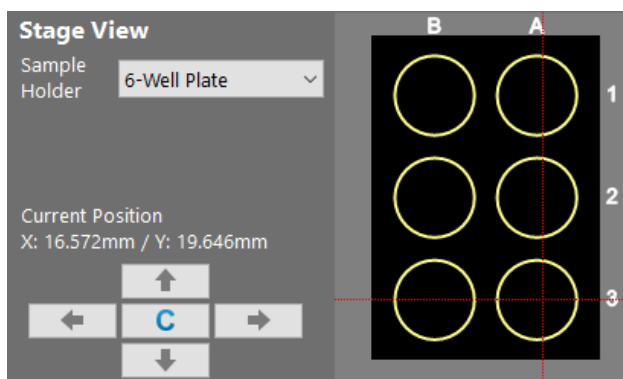 Stage View
Sample
Holder
6-Well Plate
Current Position
X: 16.572mm / Y: 19.646mm
C
B A
1
2
3